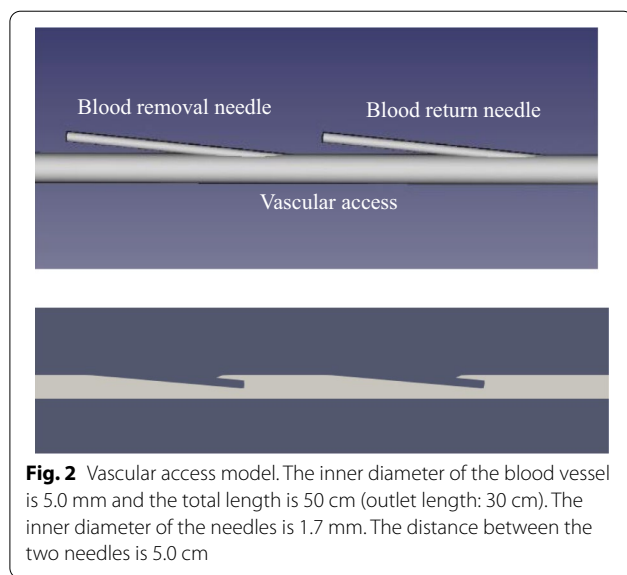 Blood removal needle
Blood return needle
Vascular access
Fig. 2 Vascular access model. The inner diameter of the blood vessel
is 5.0 mm and the total length is 50 cm (outlet length: 30 cm). The
inner diameter of the needles is 1.7 mm. The distance between the
two needles is 5.0 cm